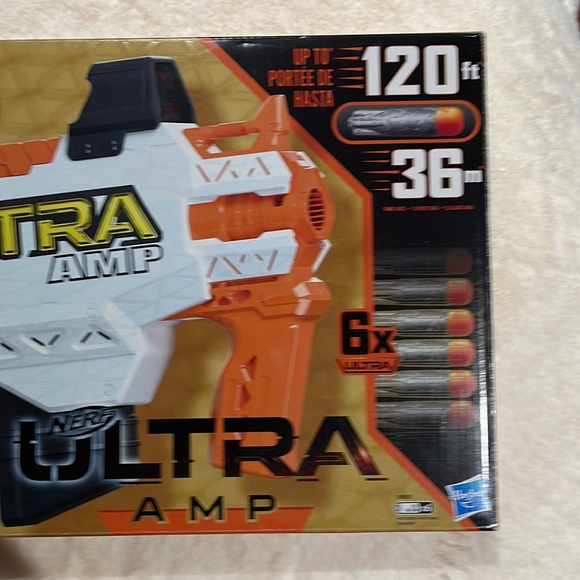 UP TO
PORTÉE DE
HASTA
120 ft
36 m
TRA
AMP
6x
ULTRA
NERF
ULTRA
AMP
Hasbro